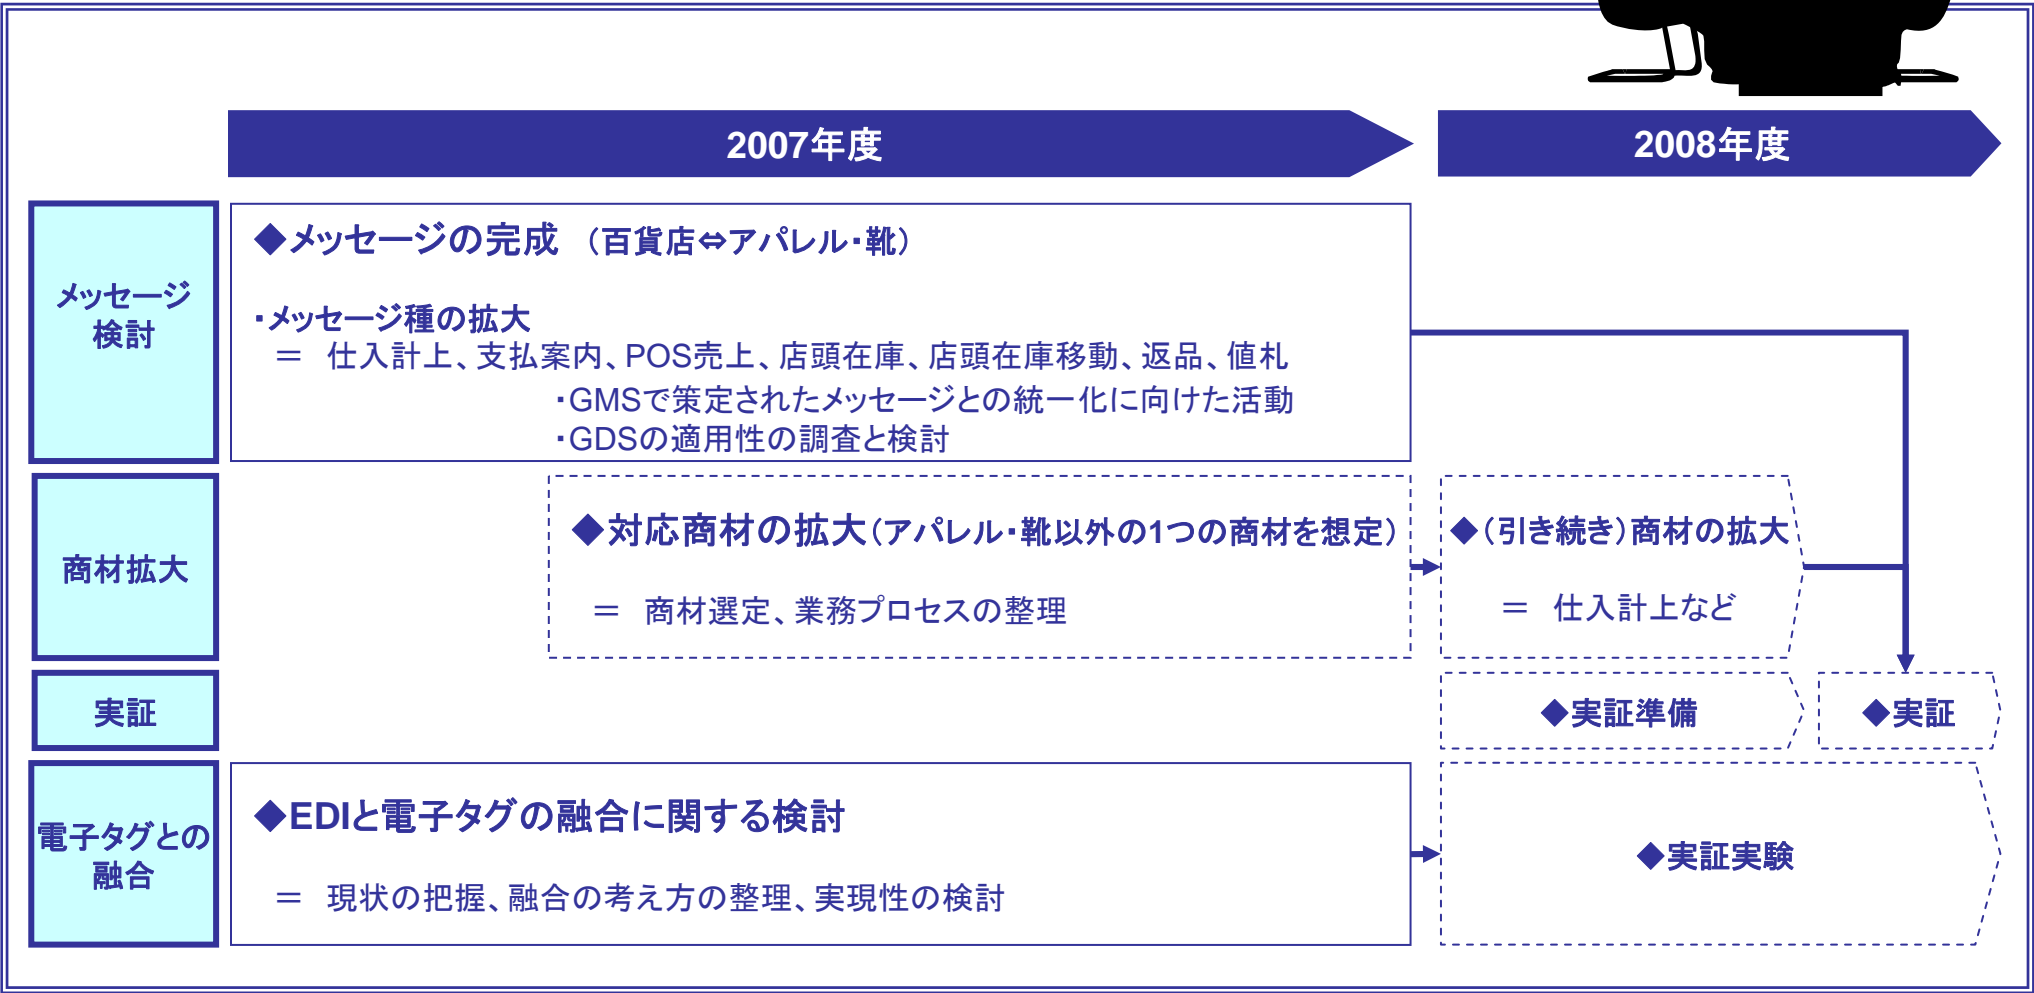 2007年度
2008年度
メッセージ
検討
◆メッセージの完成 （百貨店⇔アパレル・靴）
・メッセージ種の拡大
＝ 仕入計上、支払案内、POS売上、店頭在庫、店頭在庫移動、返品、値札
・GMSで策定されたメッセージとの統一化に向けた活動
・GDSの適用性の調査と検討
商材拡大
◆対応商材の拡大（アパレル・靴以外の1つの商材を想定）
＝ 商材選定、業務プロセスの整理
◆（引き続き）商材の拡大
＝ 仕入計上など
実証
◆実証準備
◆実証
電子タグとの
融合
◆EDIと電子タグの融合に関する検討
＝ 現状の把握、融合の考え方の整理、実現性の検討
◆実証実験